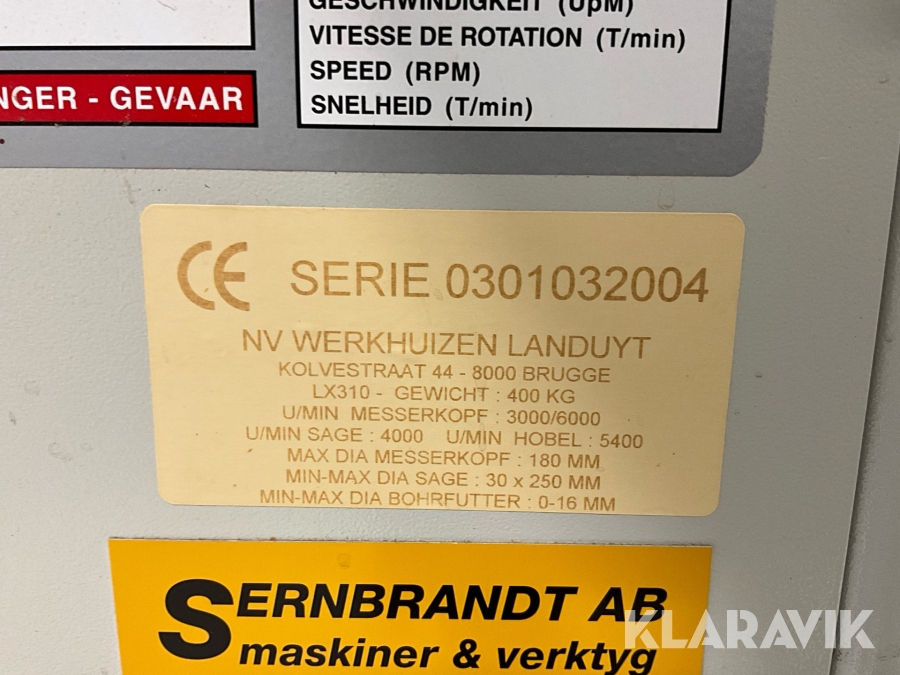 GESCHWINDIGKEIT (UpM)
VITESSE DE ROTATION (T/min)
SPEED (RPM)
SNELHEID (T/min)
NGER - GEVAAR
CE SERIE 0301032004
NV WERKHUIZEN LANDUYT
KOLVESTRAAT 44 - 8000 BRUGGE
LX310 - GEWICHT : 400 KG
U/MIN MESSERKOPF : 3000/6000
U/MIN SAGE : 4000 U/MIN HOBEL : 5400
MAX DIA MESSERKOPF : 180 MM
MIN-MAX DIA SAGE : 30 x 250 MM
MIN-MAX DIA BOHRFUTTER : 0-16 MM
SERNBRANDT AB
maskiner & verktyg
KLARAVIK